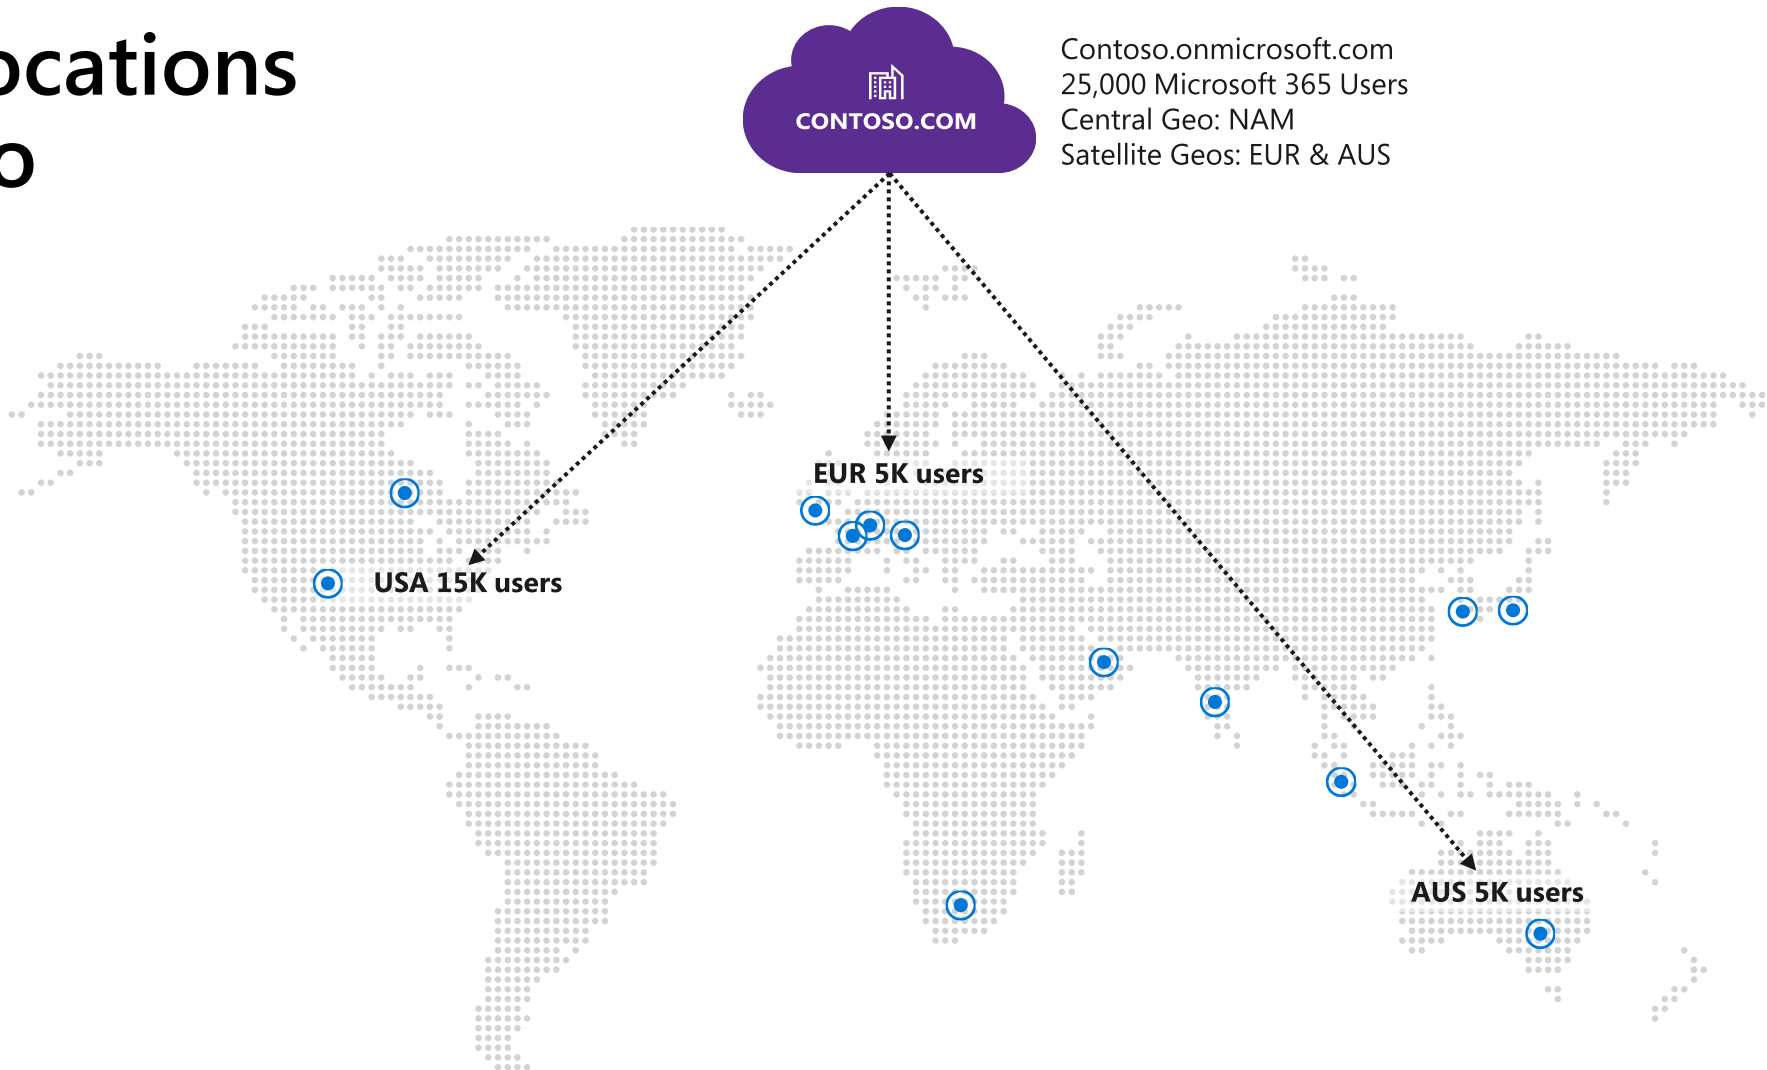 ocations
o
CONTOSO.COM
Contoso.onmicrosoft.com
25,000 Microsoft 365 Users
Central Geo: NAM
Satellite Geos: EUR & AUS
EUR 5K users
USA 15K users
AUS 5K users